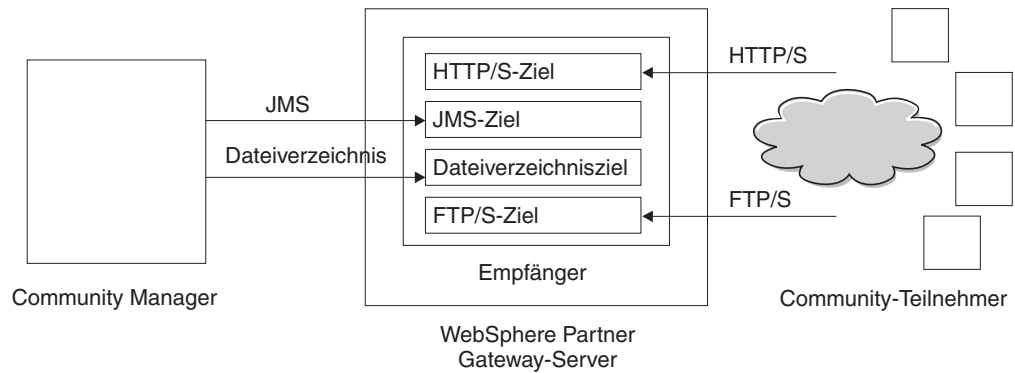 HTTP/S-Ziel
HTTP/S
JMS
JMS-Ziel
Dateiverzeichnis
Dateiverzeichnisziel
FTP/S-Ziel
FTP/S
Empfänger
Community Manager
Community-Teilnehmer
WebSphere Partner
Gateway-Server